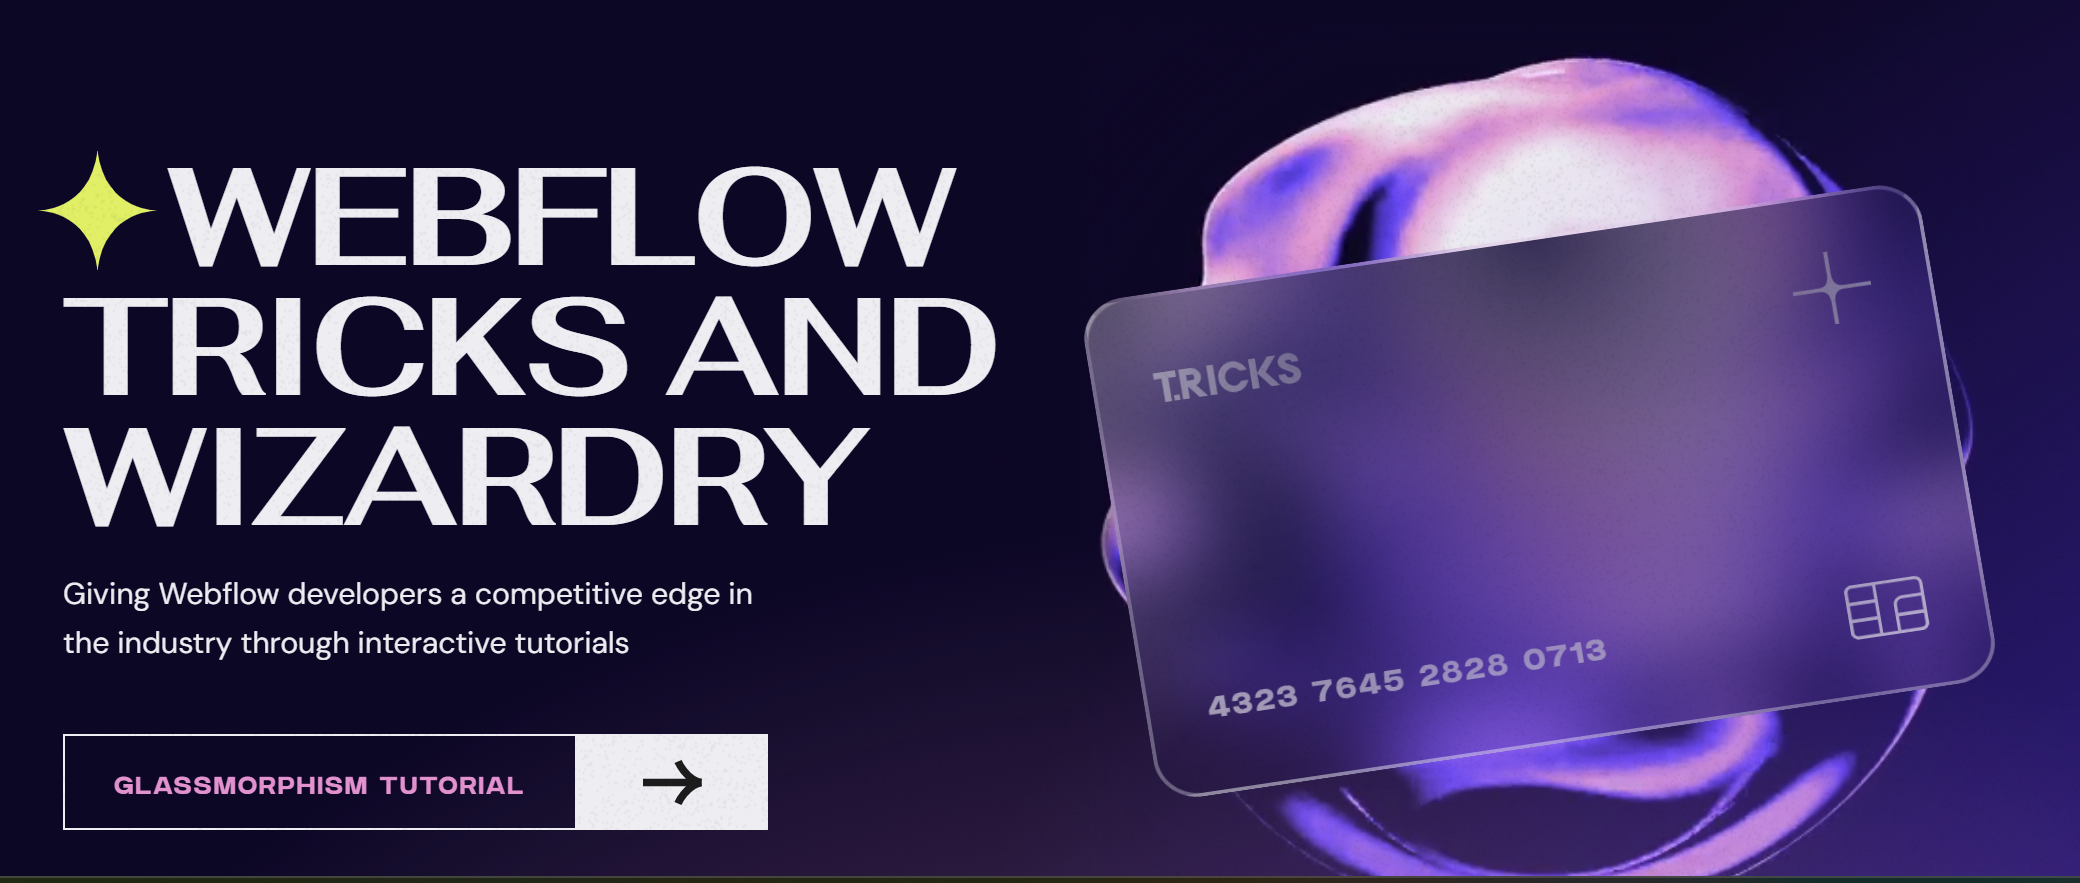 WEBFLOW
TRICKS AND
WIZARDRY
Giving Webflow developers a competitive edge in
the industry through interactive tutorials
GLASSMORPHISM TUTORIAL
T.RICKS
4323 7645 2828 0713